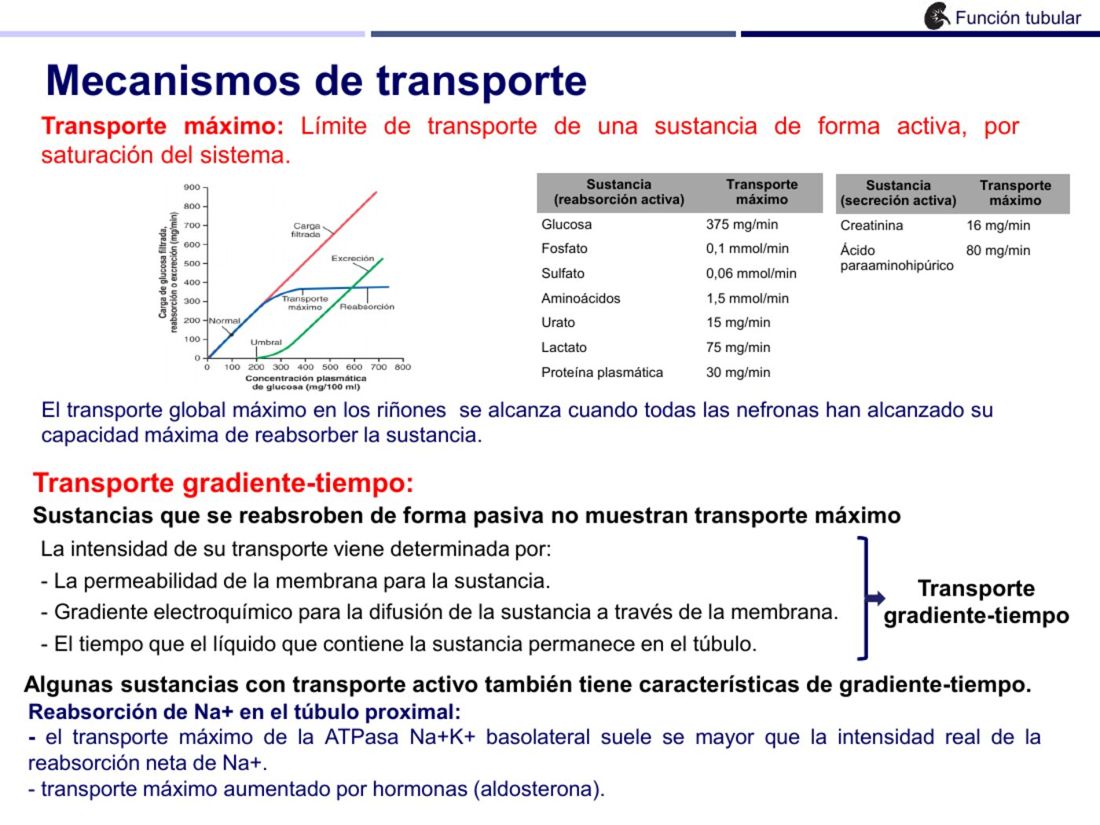 Función tubular
Mecanismos de transporte
Transporte máximo: Límite de transporte de una sustancia de forma activa, por
saturación del sistema.
Carga de glucosa filtrada,
reabsorción o excreción (mg/min)
900
800
700
600
500
400
300
200
100
0
Carga
filtrada
Excreción
Transporte
máximo
Reabsorción
Normal
Umbral
0 100 200 300 400 500 600 700 800
Concentración plasmática
de glucosa (mg/100 ml)
Sustancia
(reabsorción activa)
Transporte
máximo
Glucosa 375 mg/min
Fosfato 0,1 mmol/min
Sulfato 0,06 mmol/min
Aminoácidos 1,5 mmol/min
Urato 15 mg/min
Lactato 75 mg/min
Proteína plasmática 30 mg/min
Sustancia
(secreción activa)
Transporte
máximo
Creatinina 16 mg/min
Ácido 80 mg/min
paraaminohipúrico
El transporte global máximo en los riñones se alcanza cuando todas las nefronas han alcanzado su
capacidad máxima de reabsorber la sustancia.
Transporte gradiente-tiempo:
Sustancias que se reabsroben de forma pasiva no muestran transporte máximo
La intensidad de su transporte viene determinada por:
- La permeabilidad de la membrana para la sustancia.
- Gradiente electroquímico para la difusión de la sustancia a través de la membrana.
- El tiempo que el líquido que contiene la sustancia permanece en el túbulo.
Transporte
gradiente-tiempo
Algunas sustancias con transporte activo también tiene características de gradiente-tiempo.
Reabsorción de Na+ en el túbulo proximal:
- el transporte máximo de la ATPasa Na+K+ basolateral suele se mayor que la intensidad real de la
reabsorción neta de Na+.
- transporte máximo aumentado por hormonas (aldosterona).